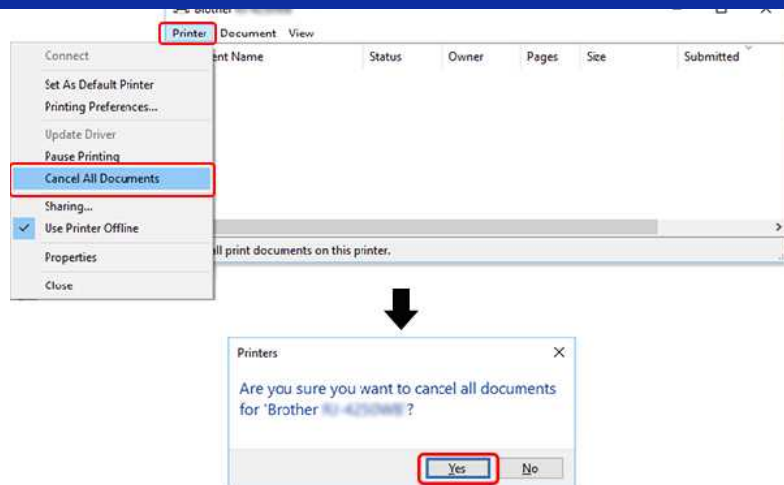 Brother
Printer Document View
Connect
ent Name Status Owner Pages Size Submitted
Set As Default Printer
Printing Preferences...
Update Driver
Pause Printing
Cancel All Documents
Sharing...
Use Printer Offline
Properties
all print documents on this printer.
Close
Printers
Are you sure you want to cancel all documents
for 'Brother '?
Yes No